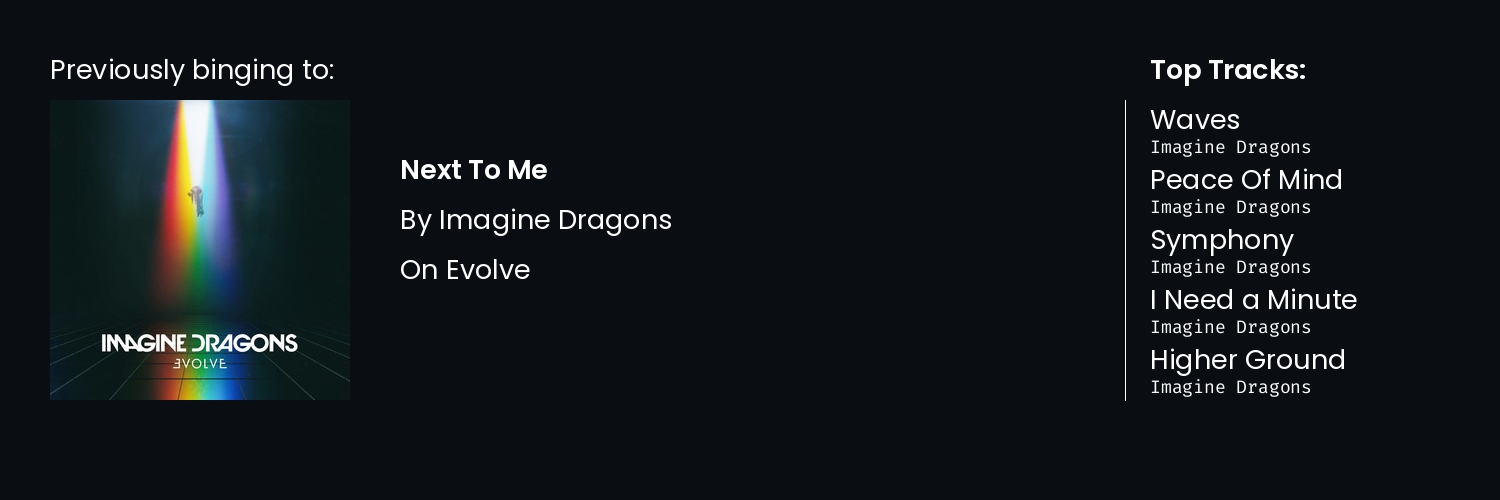 Previously binging to:
IMAGINE DRAGONS
EVOLVE
Next To Me
By Imagine Dragons
On Evolve
Top Tracks:
Waves
Imagine Dragons
Peace Of Mind
Imagine Dragons
Symphony
Imagine Dragons
I Need a Minute
Imagine Dragons
Higher Ground
Imagine Dragons